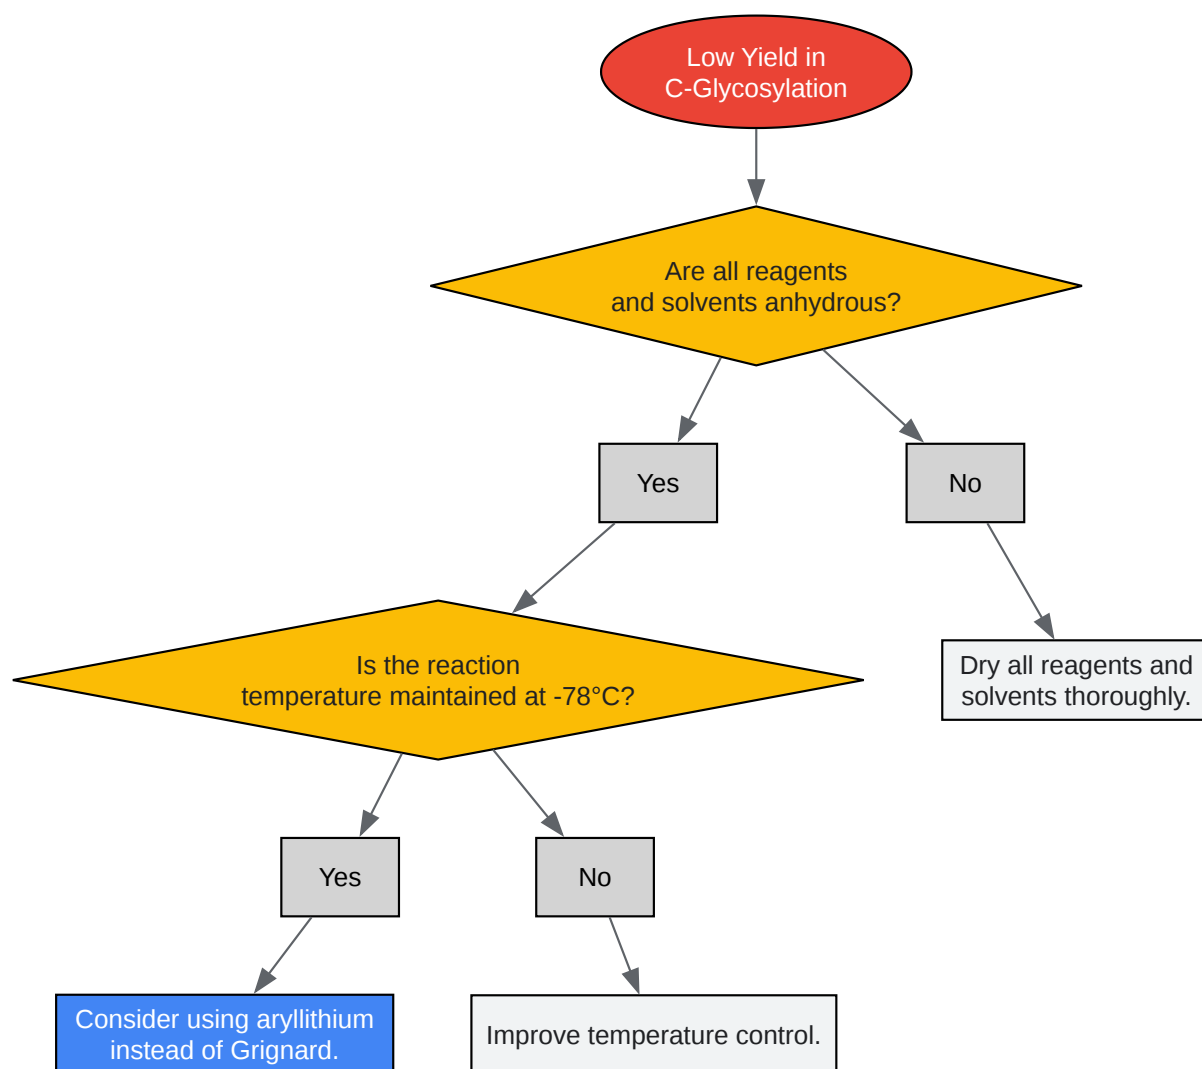 Low Yield in
C-Glycosylation
Are all reagents
and solvents anhydrous?
Yes
No
Is the reaction
temperature maintained at -78°C?
Dry all reagents and
solvents thoroughly.
Yes
No
Consider using aryllithium
instead of Grignard.
Improve temperature control.